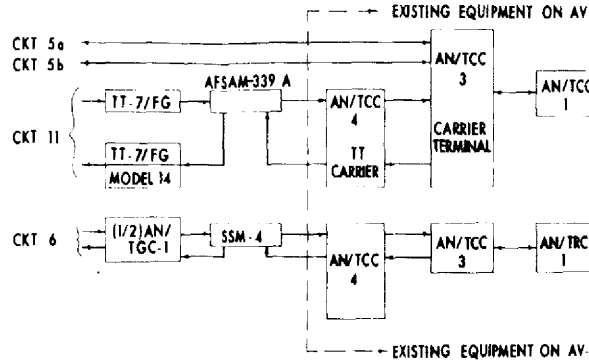 EXISTING EQUIPMENT ON AV
CKT 5a
CKT 5b
CKT 11
TT-7/FG
AFSAM-339 A
TT-7/FG
MODEL 14
AN/TCC
4
TT
CARRIER
AN/TCC
3
CARRIER
TERMINAL
AN/TCC
1
CKT 6
(1/2)AN/
TGC-1
SSM-4
AN/TCC
4
AN/TCC
3
AN/TRC
1
EXISTING EQUIPMENT ON AV-